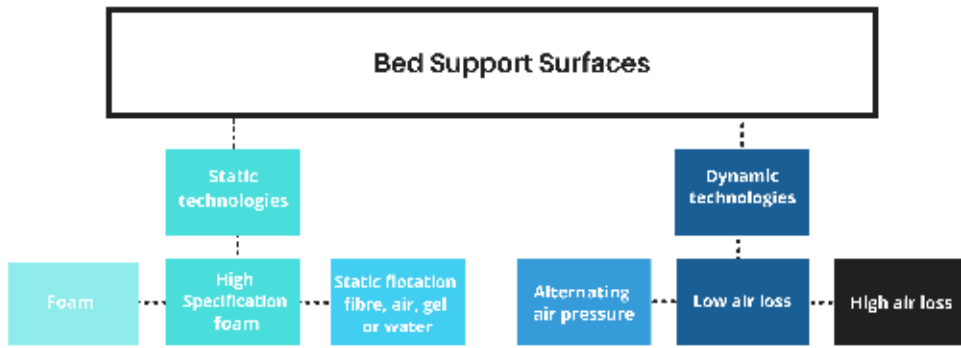 Bed Support Surfaces
Static
technologies
Dynamic
technologies
Foam
High
Specification
foam
Static flotation
fibre, air, gel
or water
Alternating
air pressure
Low air loss
High air loss